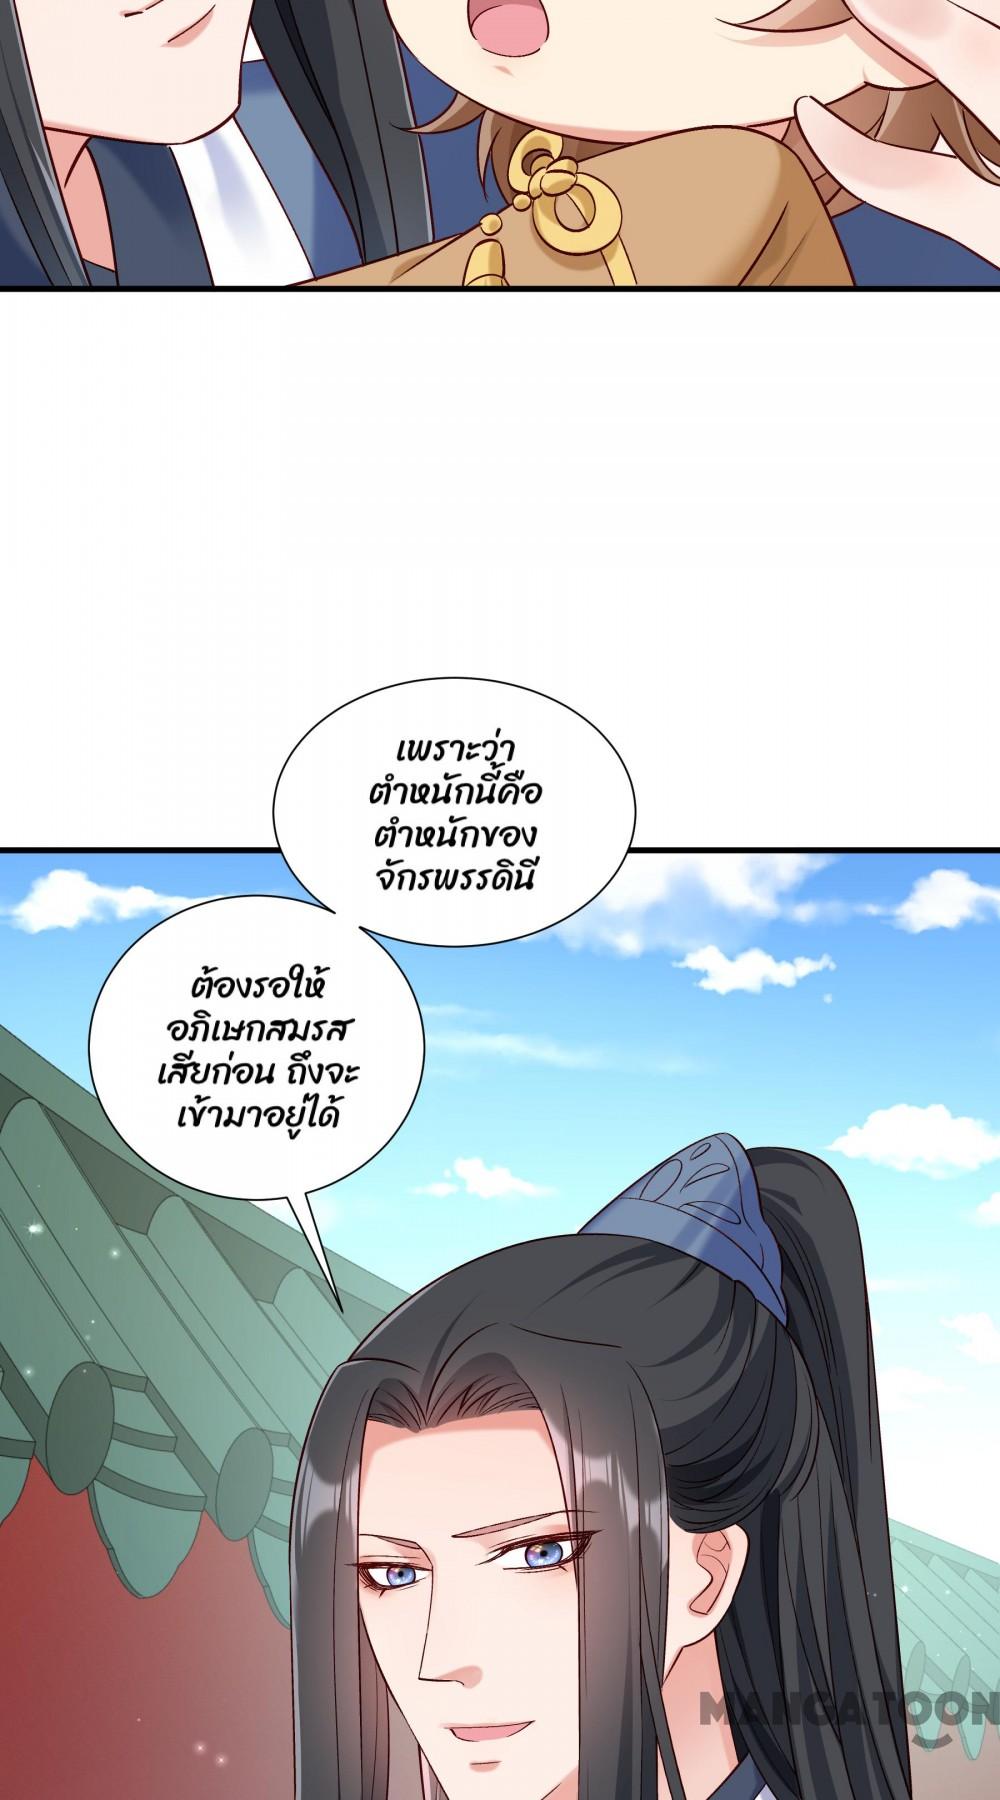 เพราะว่า
ตำหนักนี้คือ
ตำหนักของ
จักรพรรดินี
ต้องรอให้
อภิเษกสมรส
เสียก่อน ถึงจะ
เข้ามาอยู่ได้
MANGATOON